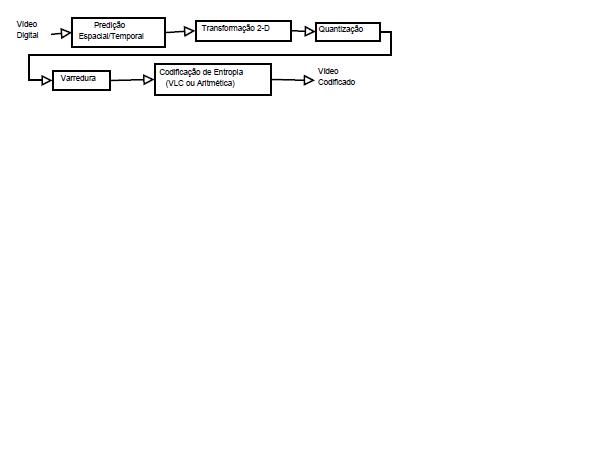 Vídeo
Digital
Predição
Espacial/Temporal
Transformação 2-D
Quantização
Varredura
Codificação de Entropia
(VLC ou Aritmética)
Vídeo
Codificado